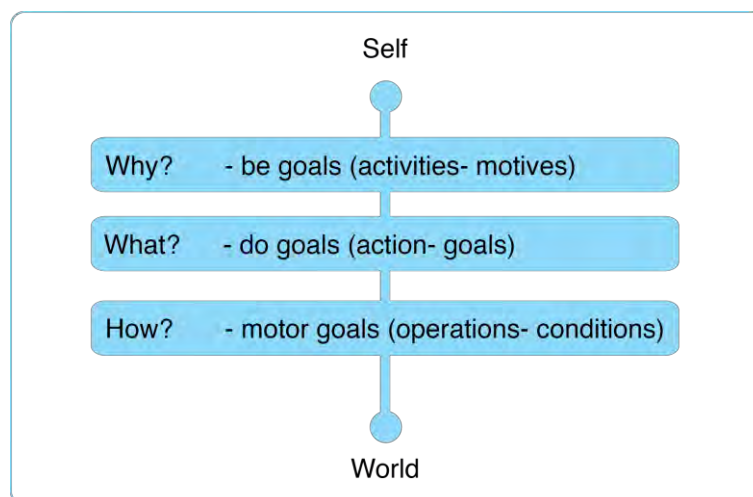 Self
Why? - be goals (activities- motives)
What? - do goals (action- goals)
How? - motor goals (operations- conditions)
World